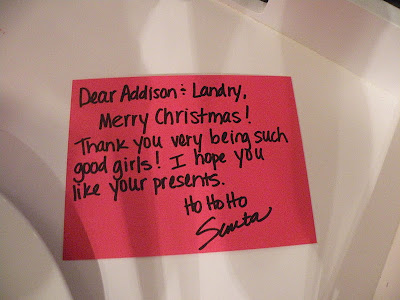 Dear Addison & Landry,
Merry Christmas!
Thank you very being such
good girls! I hope you
like your presents.
Ho Ho Ho
Santa